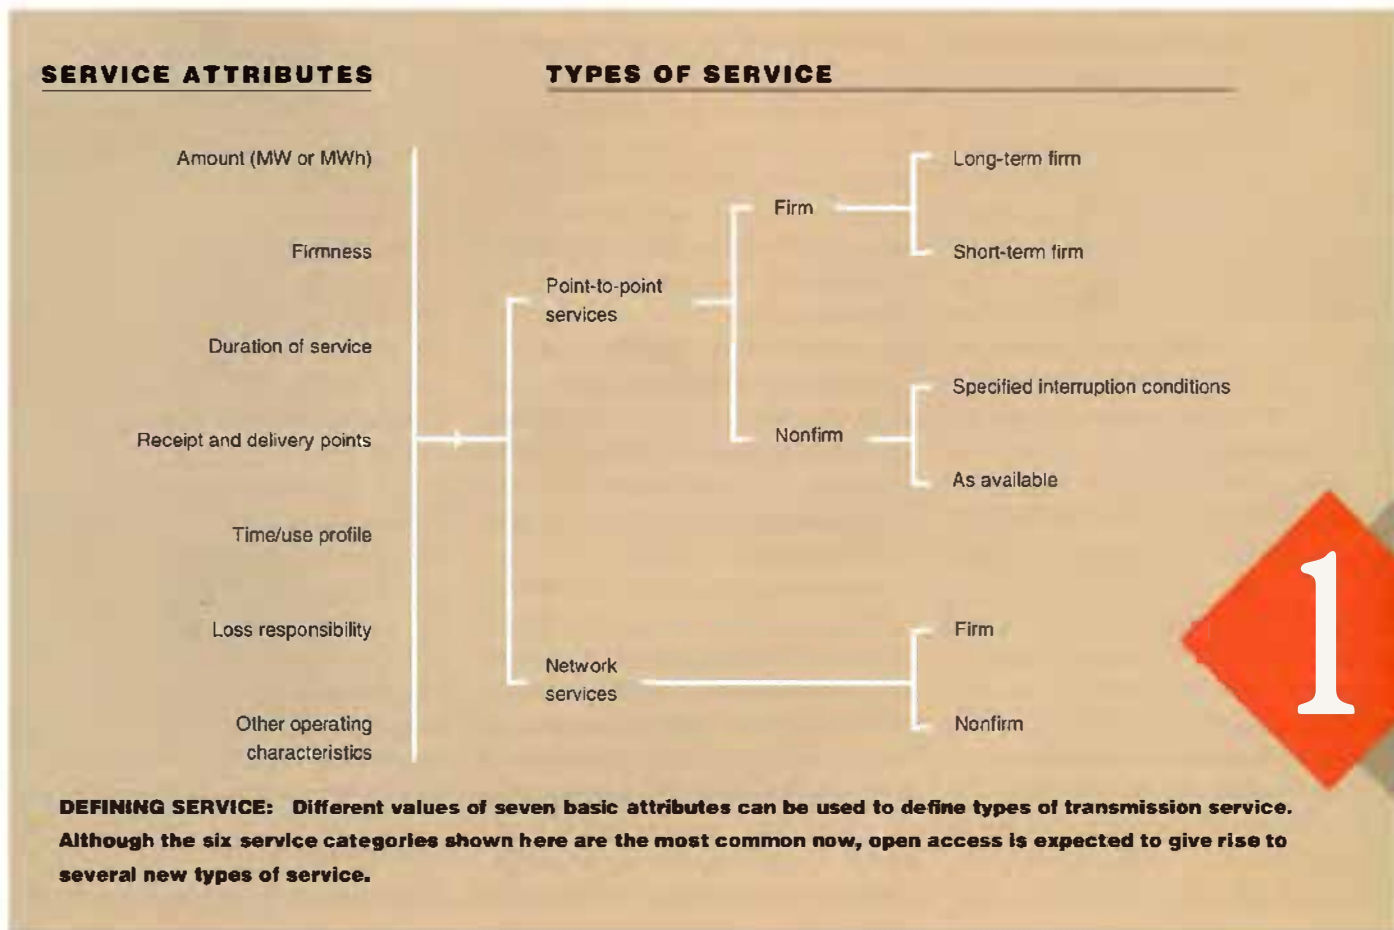 SERVICE ATTRIBUTES
Amount (MW or MWh)
Firmness
Duration of service
Receipt and delivery points
Time/use profile
Loss responsibility
Other operating
characteristics
TYPES OF SERVICE
Point-to-point
services
Firm
Long-term firm
Short-term firm
Nonfirm
Specified interruption conditions
As available
Network
services
Firm
Nonfirm
1
DEFINING SERVICE: Different values of seven basic attributes can be used to define types of transmission service.
Although the six service categories shown here are the most common now, open access is expected to give rise to
several new types of service.